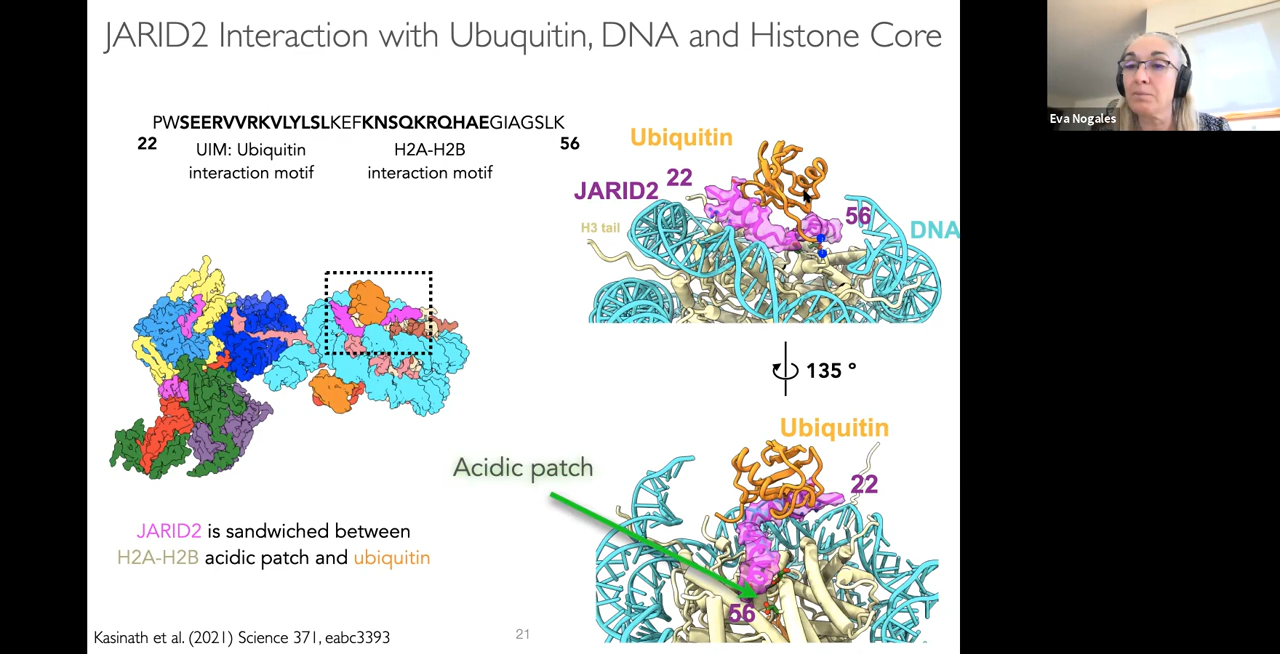 JARID2 Interaction with Ubuquitin, DNA and Histone Core
PWSEERVVRKVLYLSLKEFKNSQKRQHAEGIAGSLK
22
UIM: Ubiquitin
interaction motif
H2A-H2B
interaction motif
56
Ubiquitin
JARID2
22
56
H3 tail
DNA
135 °
Ubiquitin
22
Acidic patch
56
JARID2 is sandwiched between
H2A-H2B acidic patch and ubiquitin
Kasinath et al. (2021) Science 371, eabc3393
21
Eva Nogales